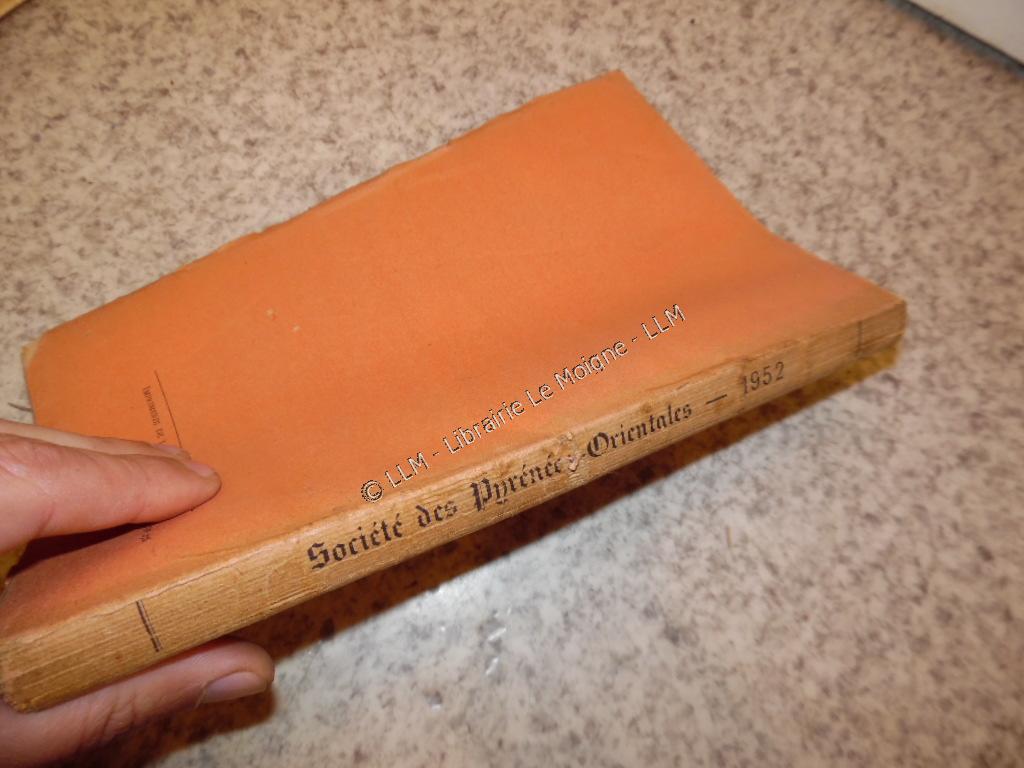 © LLM - Librairie Le Moigne - LLM
Société des Pyrénées Orientales — 1952